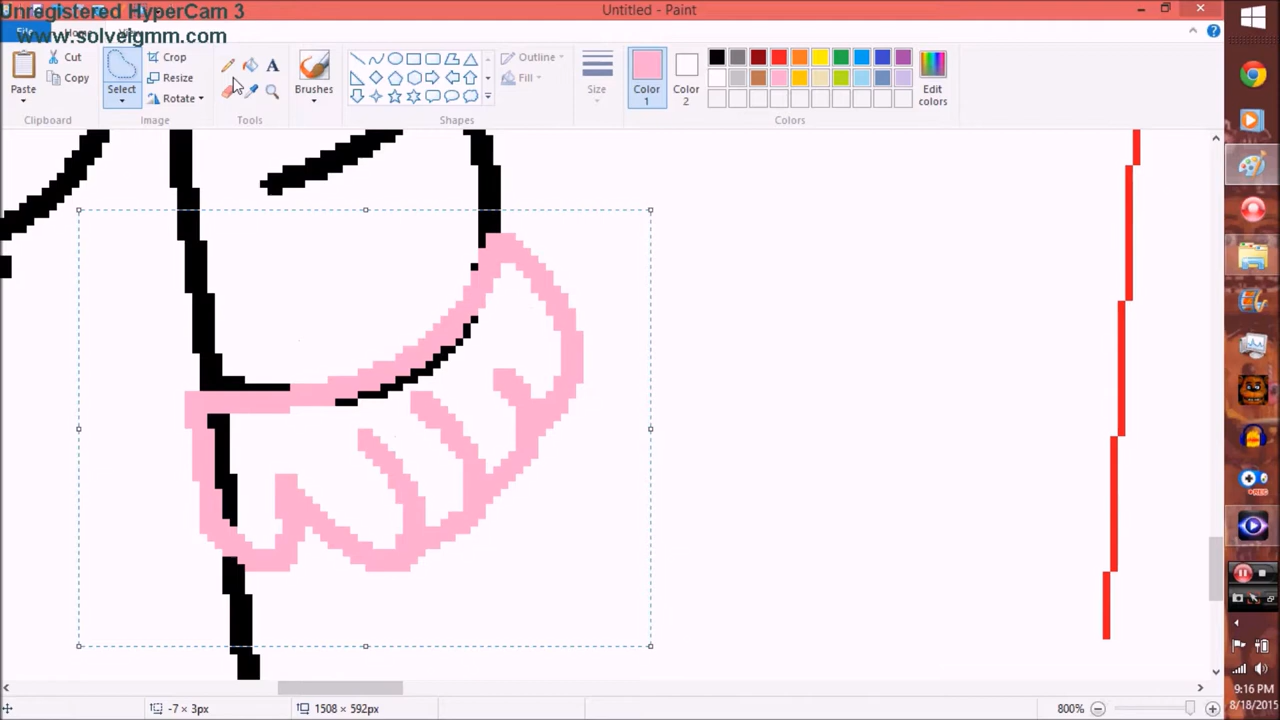 Unregistered HyperCam 3
Untitled - Paint
www.solveigmm.com
Paste
Cut
Copy
Clipboard
Select
Crop
Resize
Rotate
Image
A
Tools
Brushes
Outline
Fill
Shapes
Size
Color 1
Color 2
Edit colors
Colors
+REC
-7 × 3px
1508 × 592px
800%
9:16 PM
8/18/2015